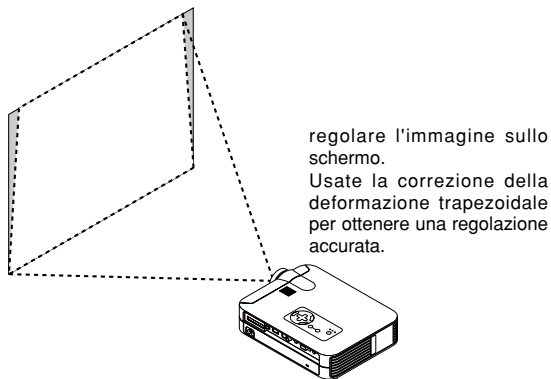 regolare l'immagine sullo
schermo.
Usate la correzione della
deformazione trapezoidale
per ottenere una regolazione
accurata.